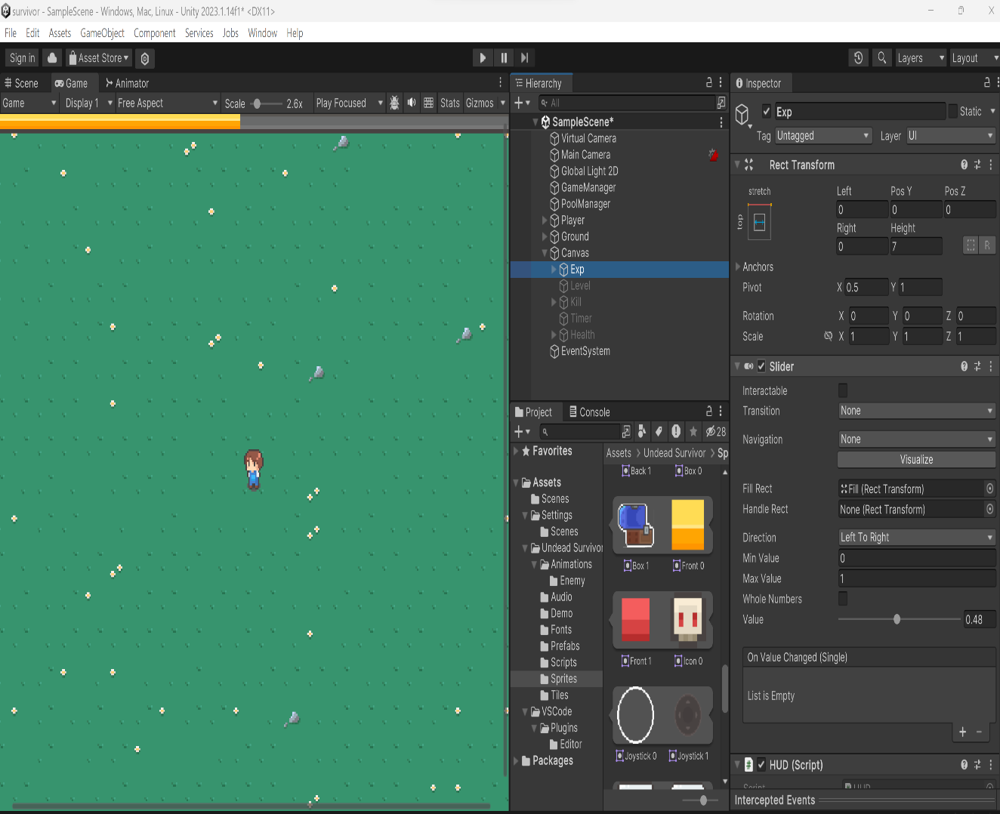 survivor - SampleScene - Windows, Mac, Linux - Unity 2023.1.14f1* <DX11>
File Edit Assets GameObject Component Services Jobs Window Help
Sign in Asset Store Layers Layout
Scene Game Animator
Game Display 1 Free Aspect Scale 2.6x Play Focused Stats Gizmos
Hierarchy
All
SampleScene*
Virtual Camera
Main Camera
Global Light 2D
GameManager
PoolManager
Player
Ground
Canvas
Exp
Level
Kill
Timer
Health
EventSystem
Project Console
28
Favorites
Assets
Scenes
Settings
Scenes
Undead Survivor
Animations
Enemy
Audio
Demo
Fonts
Prefabs
Scripts
Sprites
Tiles
VSCode
Plugins
Editor
Packages
Assets > Undead Survivor > Sp
Back 1 Box 0
Box 1 Front 0
Front 1 Icon 0
Joystick 0 Joystick 1
Inspector
Exp Static
Tag Untagged Layer UI
Rect Transform
stretch Left Pos Y Pos Z
top 0 0 0
Right Height
0 7 R
Anchors
Pivot X 0.5 Y 1
Rotation X 0 Y 0 Z 0
Scale X 1 Y 1 Z 1
Slider
Interactable
Transition None
Navigation None
Visualize
Fill Rect Fill (Rect Transform)
Handle Rect None (Rect Transform)
Direction Left To Right
Min Value 0
Max Value 1
Whole Numbers
Value 0.48
On Value Changed (Single)
List is Empty
+ -
HUD (Script)
Script HUD
Intercepted Events